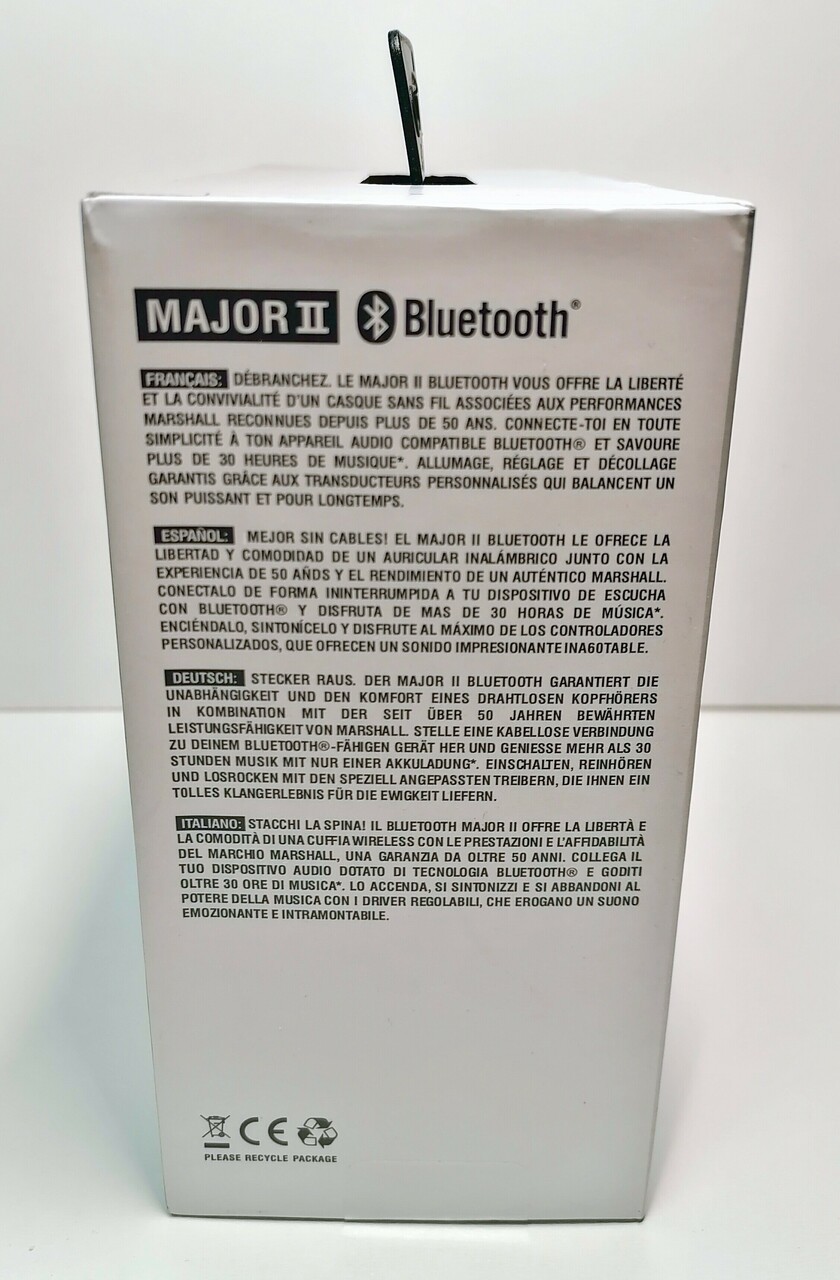 MAJOR II Bluetooth®
FRANÇAIS: DÉBRANCHEZ. LE MAJOR II BLUETOOTH VOUS OFFRE LA LIBERTÉ
ET LA CONVIVIALITÉ D'UN CASQUE SANS FIL ASSOCIÉES AUX PERFORMANCES
MARSHALL RECONNUES DEPUIS PLUS DE 50 ANS. CONNECTE-TOI EN TOUTE
SIMPLICITÉ À TON APPAREIL AUDIO COMPATIBLE BLUETOOTH® ET SAVOURE
PLUS DE 30 HEURES DE MUSIQUE*. ALLUMAGE, RÉGLAGE ET DÉCOLLAGE
GARANTIS GRÂCE AUX TRANSDUCTEURS PERSONNALISÉS QUI BALANCENT UN
SON PUISSANT ET POUR LONGTEMPS.
ESPAÑOL: MEJOR SIN CABLES! EL MAJOR II BLUETOOTH LE OFRECE LA
LIBERTAD Y COMODIDAD DE UN AURICULAR INALÁMBRICO JUNTO CON LA
EXPERIENCIA DE 50 AÑDS Y EL RENDIMIENTO DE UN AUTÉNTICO MARSHALL.
CONECTALO DE FORMA ININTERRUMPIDA A TU DISPOSITIVO DE ESCUCHA
CON BLUETOOTH® Y DISFRUTA DE MAS DE 30 HORAS DE MÚSICA*.
ENCIÉNDALO, SINTONÍCELO Y DISFRUTE AL MÁXIMO DE LOS CONTROLADORES
PERSONALIZADOS, QUE OFRECEN UN SONIDO IMPRESIONANTE INA60TABLE.
DEUTSCH: STECKER RAUS. DER MAJOR II BLUETOOTH GARANTIERT DIE
UNABHÄNGIGKEIT UND DEN KOMFORT EINES DRAHTLOSEN KOPFHÖRERS
IN KOMBINATION MIT DER SEIT ÜBER 50 JAHREN BEWÄHRTEN
LEISTUNGSFÄHIGKEIT VON MARSHALL. STELLE EINE KABELLOSE VERBINDUNG
ZU DEINEM BLUETOOTH®-FÄHIGEN GERÄT HER UND GENIESSE MEHR ALS 30
STUNDEN MUSIK MIT NUR EINER AKKULADUNG*. EINSCHALTEN, REINHÖREN
UND LOSROCKEN MIT DEN SPEZIELL ANGEPASSTEN TREIBERN, DIE IHNEN EIN
TOLLES KLANGERLEBNIS FÜR DIE EWIGKEIT LIEFERN.
ITALIANO: STACCHI LA SPINA! IL BLUETOOTH MAJOR II OFFRE LA LIBERTÀ E
LA COMODITÀ DI UNA CUFFIA WIRELESS CON LE PRESTAZIONI E L'AFFIDABILITÀ
DEL MARCHIO MARSHALL, UNA GARANZIA DA OLTRE 50 ANNI. COLLEGA IL
TUO DISPOSITIVO AUDIO DOTATO DI TECNOLOGIA BLUETOOTH® E GODITI
OLTRE 30 ORE DI MUSICA*. LO ACCENDA, SI SINTONIZZI E SI ABBANDONI AL
POTERE DELLA MUSICA CON I DRIVER REGOLABILI, CHE EROGANO UN SUONO
EMOZIONANTE E INTRAMONTABILE.
CE
PLEASE RECYCLE PACKAGE